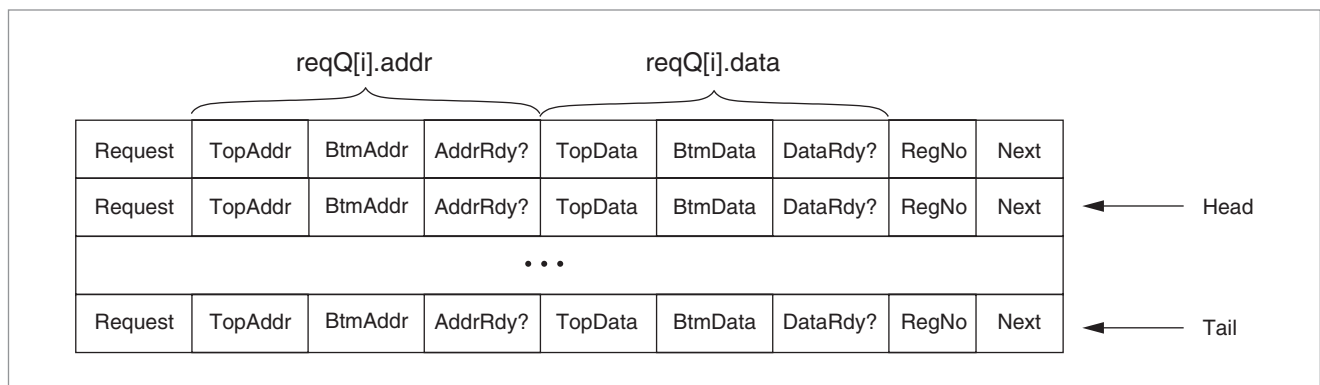 reqQ[i].addr reqQ[i].data
Request TopAddr BtmAddr AddrRdy? TopData BtmData DataRdy? RegNo Next
Request TopAddr BtmAddr AddrRdy? TopData BtmData DataRdy? RegNo Next Head
• • •
Request TopAddr BtmAddr AddrRdy? TopData BtmData DataRdy? RegNo Next Tail